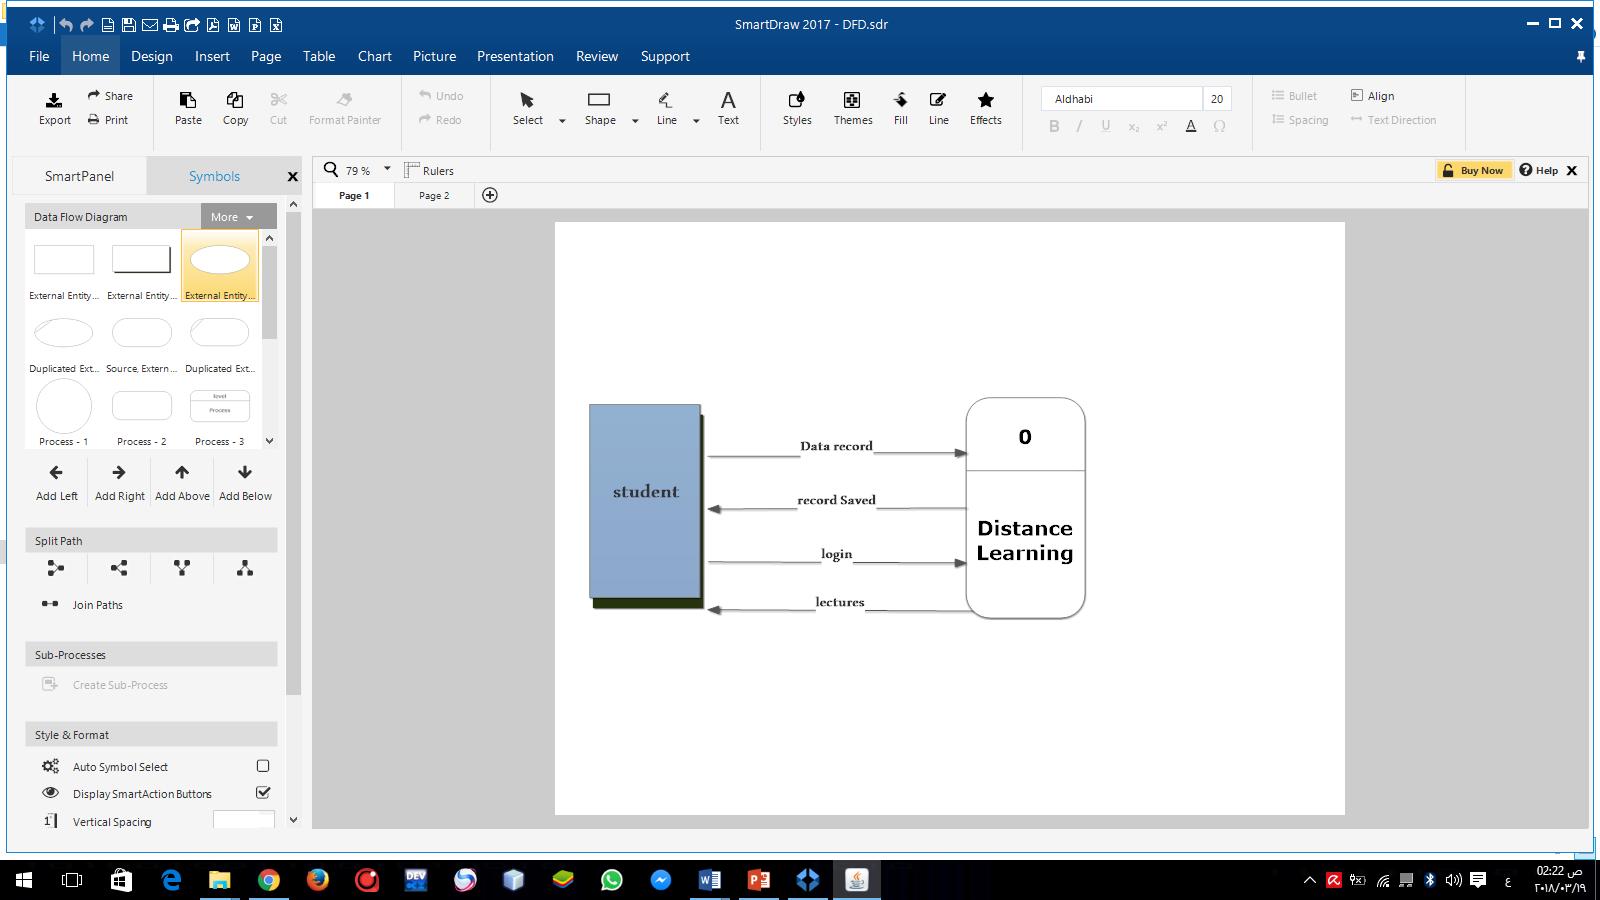 SmartDraw 2017 - DFD.sdr
File Home Design Insert Page Table Chart Picture Presentation Review Support
Export
Share
Print
Paste Copy Cut Format Painter
Undo
Redo
Select Shape Line Text
Styles Themes Fill Line Effects
Aldhabi 20
B I U x₂ x² A Ω
Bullet Align
Spacing Text Direction
SmartPanel Symbols
79 % Rulers
Buy Now Help
Page 1 Page 2
Data Flow Diagram More
External Entity... External Entity... External Entity...
Duplicated Ext... Source, Extern... Duplicated Ext...
level
Process
Process - 1 Process - 2 Process - 3
Add Left Add Right Add Above Add Below
Split Path
Join Paths
Sub-Processes
Create Sub-Process
Style & Format
Auto Symbol Select
Display SmartAction Buttons
Vertical Spacing
student
Data record
record Saved
login
lectures
0
Distance
Learning
DEV
ع
02:22 ص
٢٠١٨/٠٣/١٩